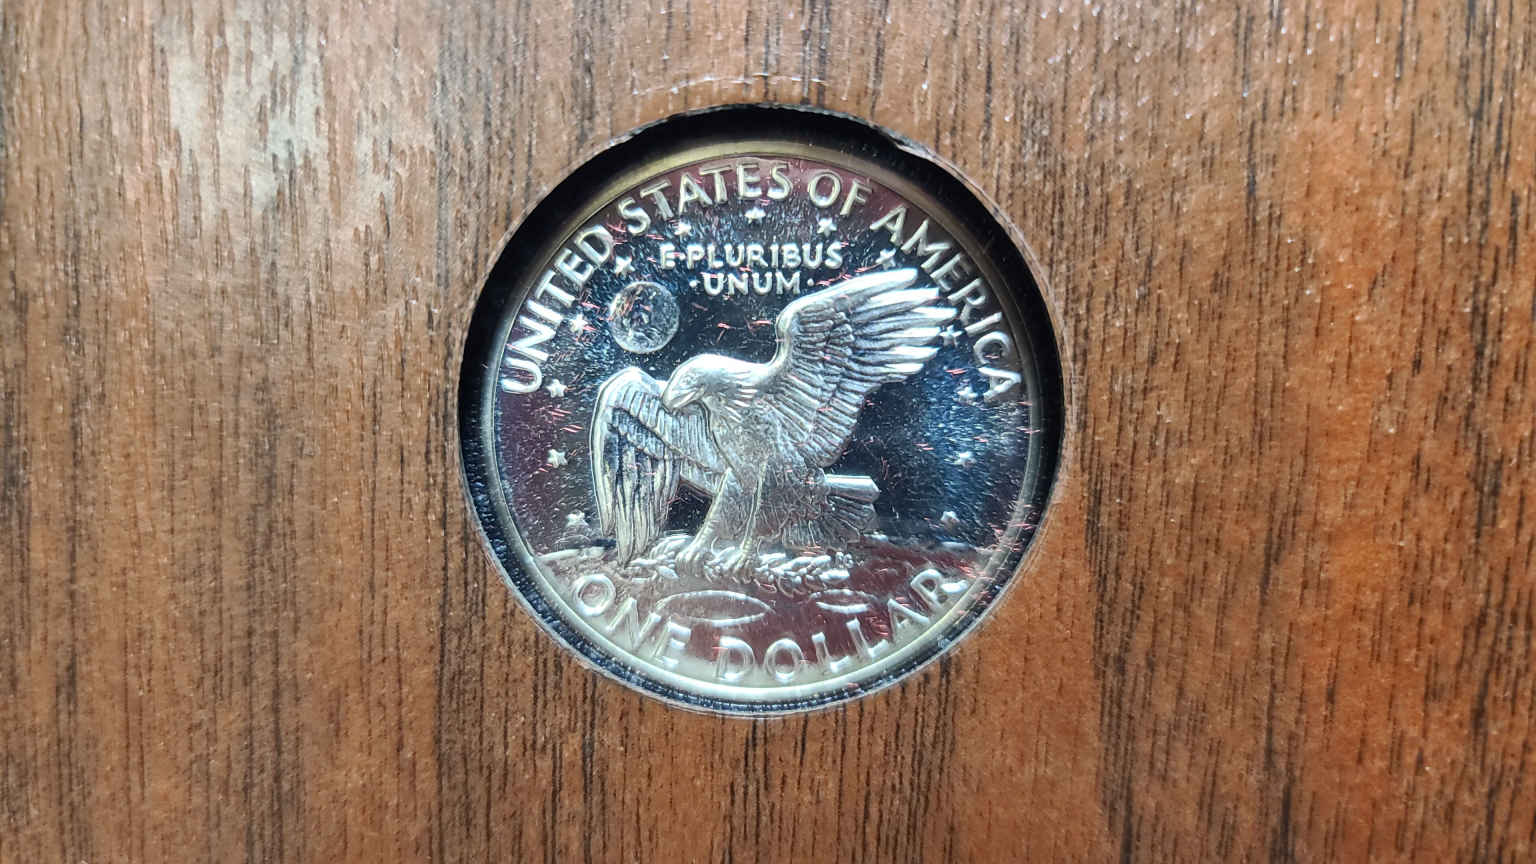 UNITED STATES OF AMERICA
E·PLURIBUS
·UNUM·
ONE DOLLAR